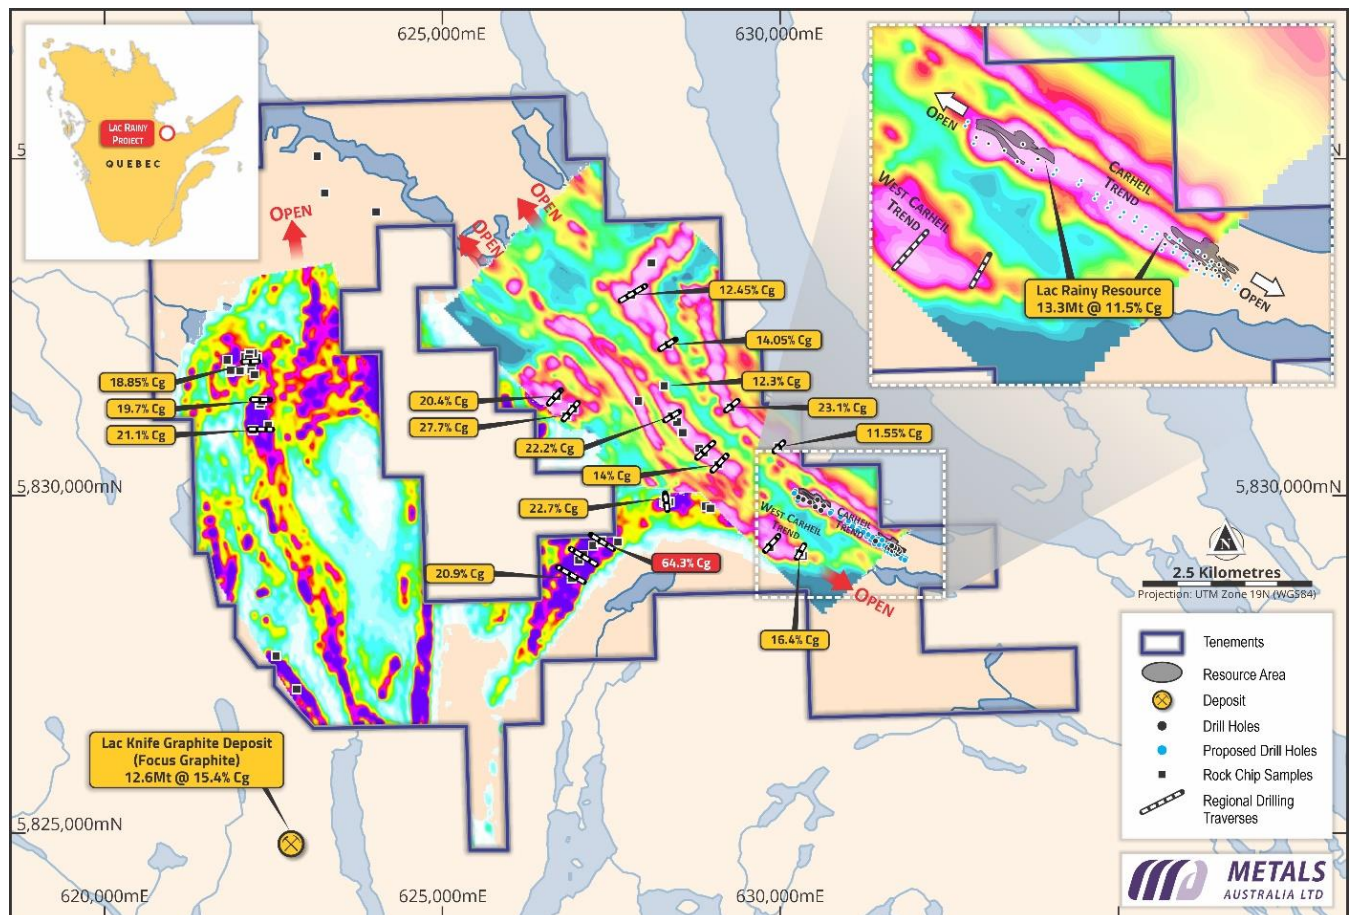 625,000mE
630,000mE
LAC RAINY
PROJECT
QUEBEC
OPEN
OPEN
OPEN
OPEN
CARHEIL
TREND
WEST CARHEIL
TREND
Lac Rainy Resource
13.3Mt @ 11.5% Cg
OPEN
12.45% Cg
14.05% Cg
12.3% Cg
18.85% Cg
20.4% Cg
19.7% Cg
23.1% Cg
27.7% Cg
21.1% Cg
11.55% Cg
22.2% Cg
14% Cg
5,830,000mN
5,830,000mN
22.7% Cg
CARHEIL
TREND
WEST CARHEIL
TREND
64.3% Cg
20.9% Cg
OPEN
16.4% Cg
N
2.5 Kilometres
Projection: UTM Zone 19N (WGS84)
Tenements
Resource Area
Deposit
Drill Holes
Proposed Drill Holes
Rock Chip Samples
Regional Drilling
Traverses
Lac Knife Graphite Deposit
(Focus Graphite)
12.6Mt @ 15.4% Cg
5,825,000mN
620,000mE
625,000mE
630,000mE
METALS
AUSTRALIA LTD